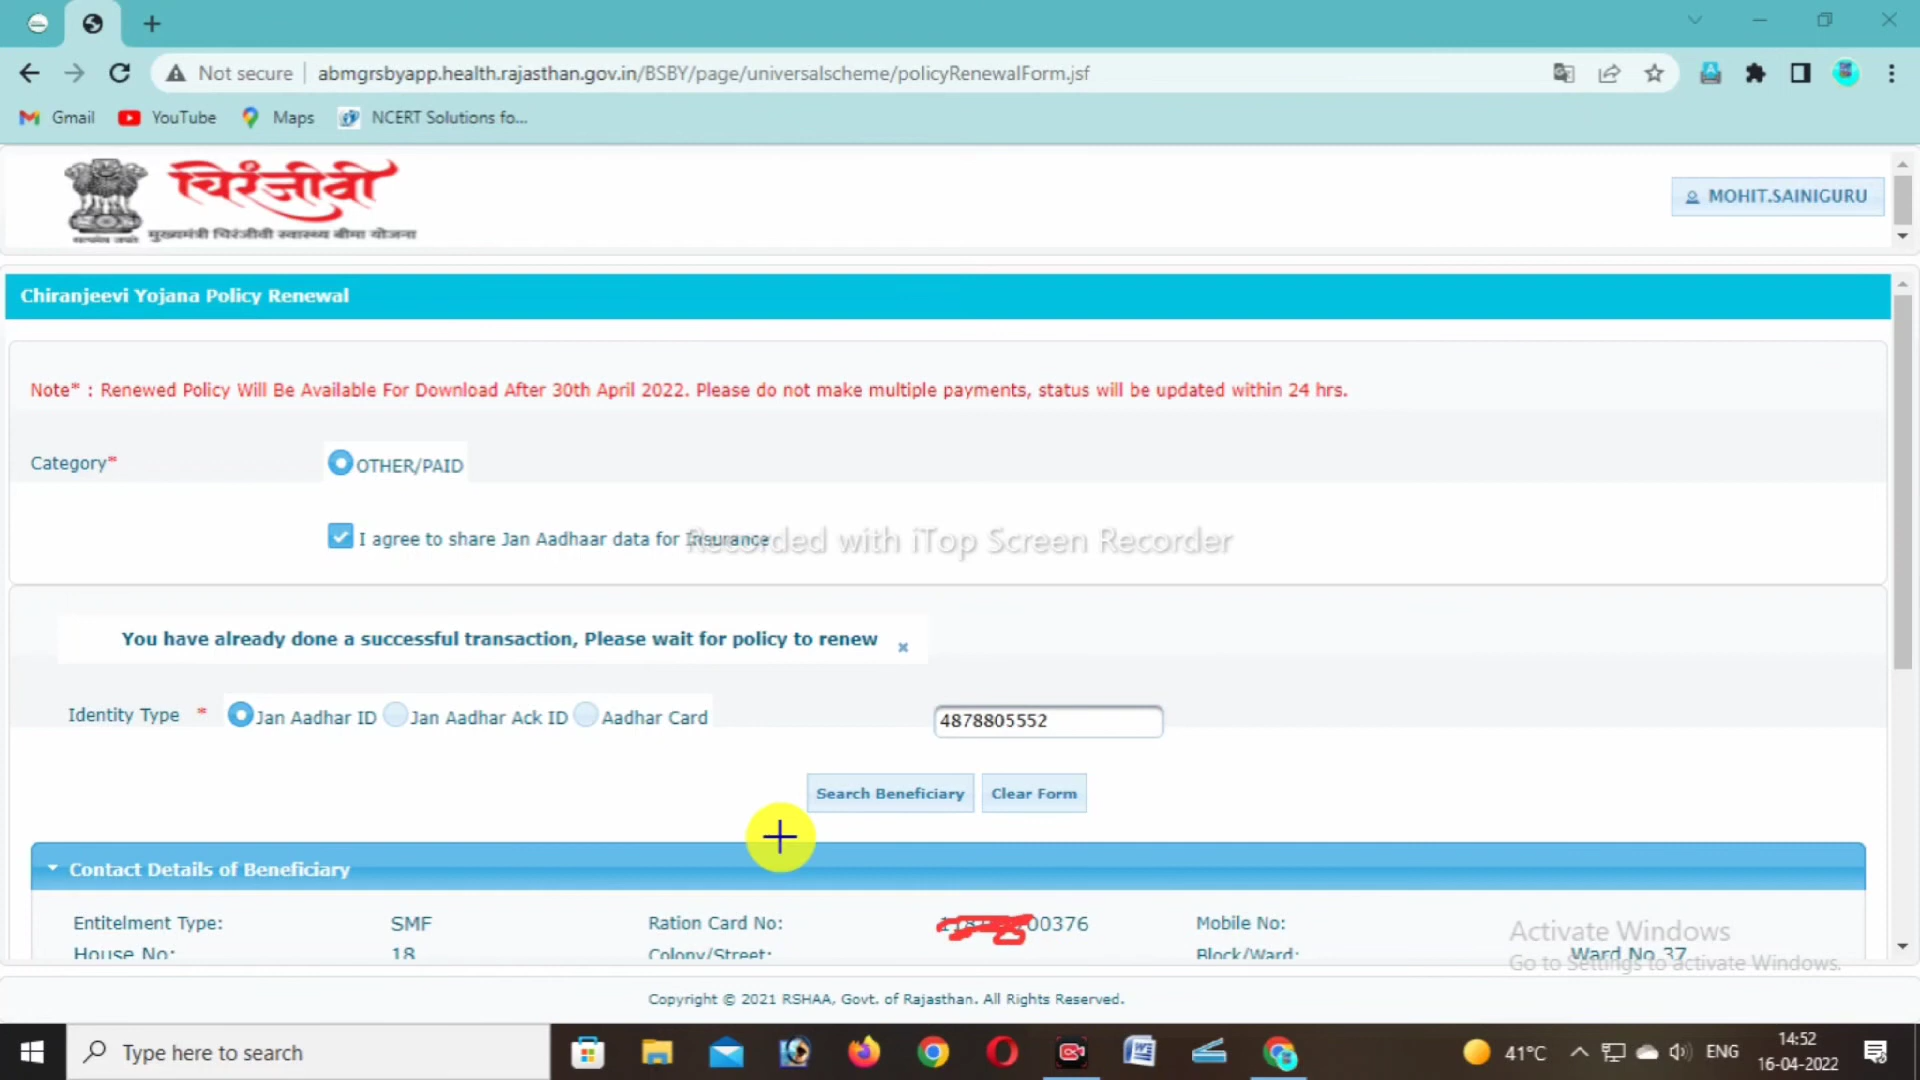 Not secure
abmgrsbyapp.health.rajasthan.gov.in/BSBY/page/universalscheme/policyRenewalForm.jsf
Gmail
YouTube
Maps
NCERT Solutions fo...
चिरंजीवी
मुख्यमंत्री चिरंजीवी स्वास्थ्य बीमा योजना
MOHIT.SAINIGURU
Chiranjeevi Yojana Policy Renewal
Note* : Renewed Policy Will Be Available For Download After 30th April 2022. Please do not make multiple payments, status will be updated within 24 hrs.
Category*
OTHER/PAID
I agree to share Jan Aadhaar data for Insurance
Recorded with iTop Screen Recorder
You have already done a successful transaction, Please wait for policy to renew
Identity Type *
Jan Aadhar ID
Jan Aadhar Ack ID
Aadhar Card
4878805552
Search Beneficiary
Clear Form
Contact Details of Beneficiary
Entitelment Type:
SMF
Ration Card No:
00376
Mobile No:
House No:
18
Colony/Street:
Block/Ward:
Ward No 37
Activate Windows
Go to Settings to activate Windows.
Copyright © 2021 RSHAA, Govt. of Rajasthan. All Rights Reserved.
Type here to search
41°C
ENG
14:52
16-04-2022